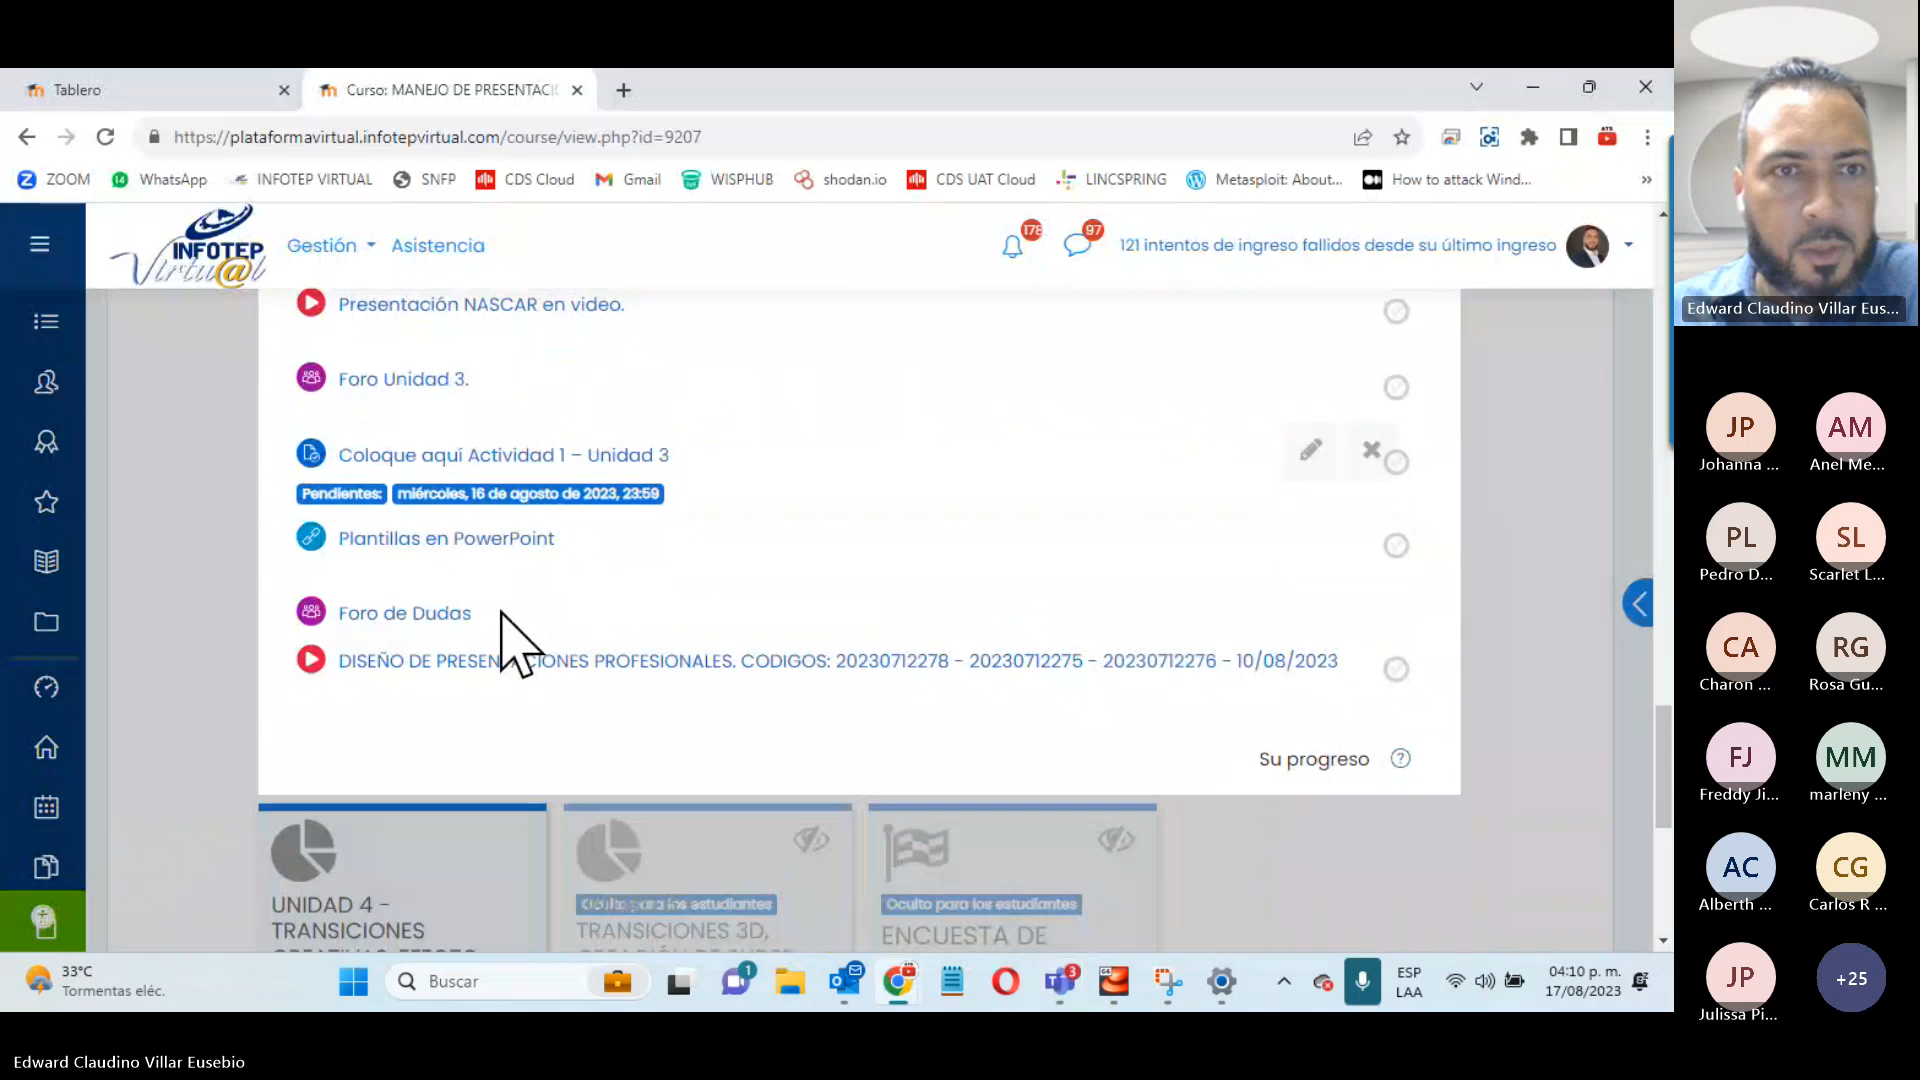 Tablero
Curso: MANEJO DE PRESENTACI
https://plataformavirtual.infotepvirtual.com/course/view.php?id=9207
ZOOM
14
WhatsApp
INFOTEP VIRTUAL
SNFP
CDS Cloud
Gmail
WISPHUB
shodan.io
CDS UAT Cloud
LINCSPRING
Metasploit: About...
How to attack Wind...
»
INFOTEP
Virtu@l
Gestión
Asistencia
178
97
121 intentos de ingreso fallidos desde su último ingreso
Presentación NASCAR en video.
Foro Unidad 3.
Coloque aquí Actividad 1 – Unidad 3
Pendientes: miércoles, 16 de agosto de 2023, 23:59
Plantillas en PowerPoint
Foro de Dudas
DISEÑO DE PRESEN IONES PROFESIONALES. CODIGOS: 20230712278 - 20230712275 - 20230712276 - 10/08/2023
Su progreso
UNIDAD 4 -
TRANSICIONES
Oculto para los estudiantes
TRANSICIONES 3D,
Oculto para los estudiantes
ENCUESTA DE
33°C
Tormentas eléc.
Buscar
1
3
ESP
LAA
04:10 p. m.
17/08/2023
Edward Claudino Villar Eus...
JP
Johanna ...
AM
Anel Me...
PL
Pedro D...
SL
Scarlet L...
CA
Charon ...
RG
Rosa Gu...
FJ
Freddy Ji...
MM
marleny ...
AC
Alberth ...
CG
Carlos R ...
JP
Julissa Pi...
+25
Edward Claudino Villar Eusebio